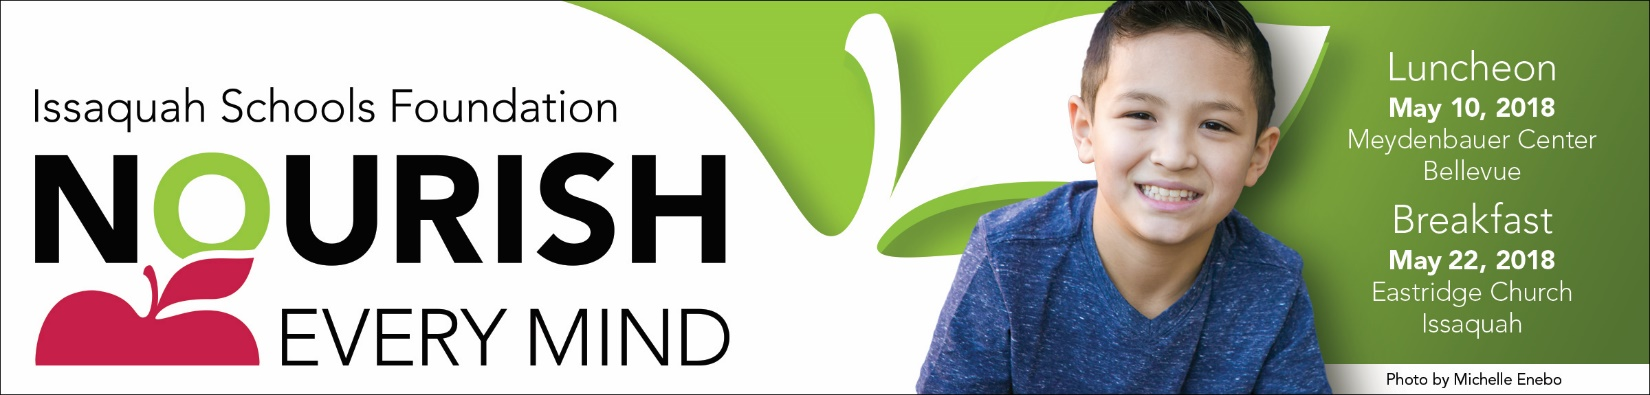 Issaquah Schools Foundation
NOURISH
EVERY MIND
Luncheon
May 10, 2018
Meydenbauer Center
Bellevue
Breakfast
May 22, 2018
Eastridge Church
Issaquah
Photo by Michelle Enebo